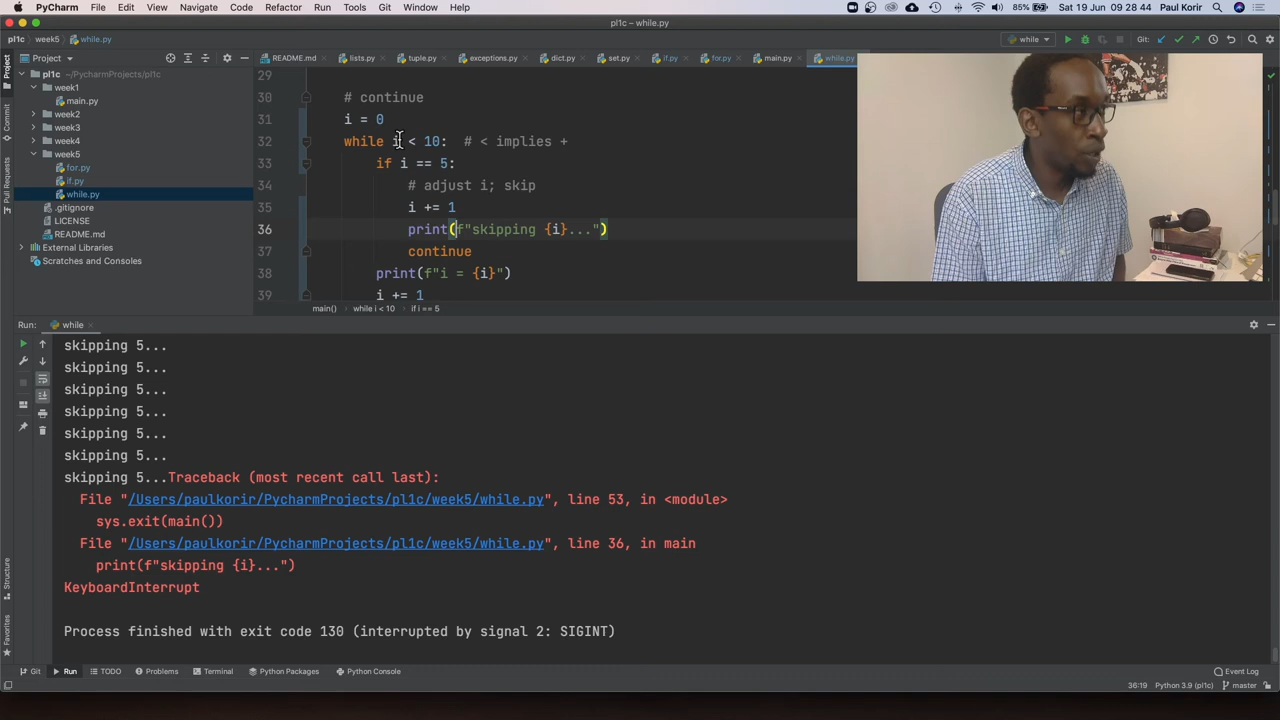 PyCharm File Edit View Navigate Code Refactor Run Tools Git Window Help 85% Sat 19 Jun 09 28 44 Paul Korir
pl1c – while.py
pl1c week5 while.py while Git:
Project
README.md lists.py tuple.py exceptions.py dict.py set.py if.py for.py main.py while.py
pl1c ~/PycharmProjects/pl1c
week1
main.py
week2
week3
week4
week5
for.py
if.py
while.py
.gitignore
LICENSE
README.md
External Libraries
Scratches and Consoles
Project
Commit
Pull Requests
Structure
Favorites
29
30 # continue
31 i = 0
32 while i < 10: # < implies +
33 if i == 5:
34 # adjust i; skip
35 i += 1
36 print(f"skipping {i}...")
37 continue
38 print(f"i = {i}")
39 i += 1
main() while i < 10 if i == 5
Run: while
skipping 5...
skipping 5...
skipping 5...
skipping 5...
skipping 5...
skipping 5...
skipping 5...Traceback (most recent call last):
File "/Users/paulkorir/PycharmProjects/pl1c/week5/while.py", line 53, in <module>
sys.exit(main())
File "/Users/paulkorir/PycharmProjects/pl1c/week5/while.py", line 36, in main
print(f"skipping {i}...")
KeyboardInterrupt
Process finished with exit code 130 (interrupted by signal 2: SIGINT)
Git Run TODO Problems Terminal Python Packages Python Console Event Log
36:19 Python 3.9 (pl1c) master